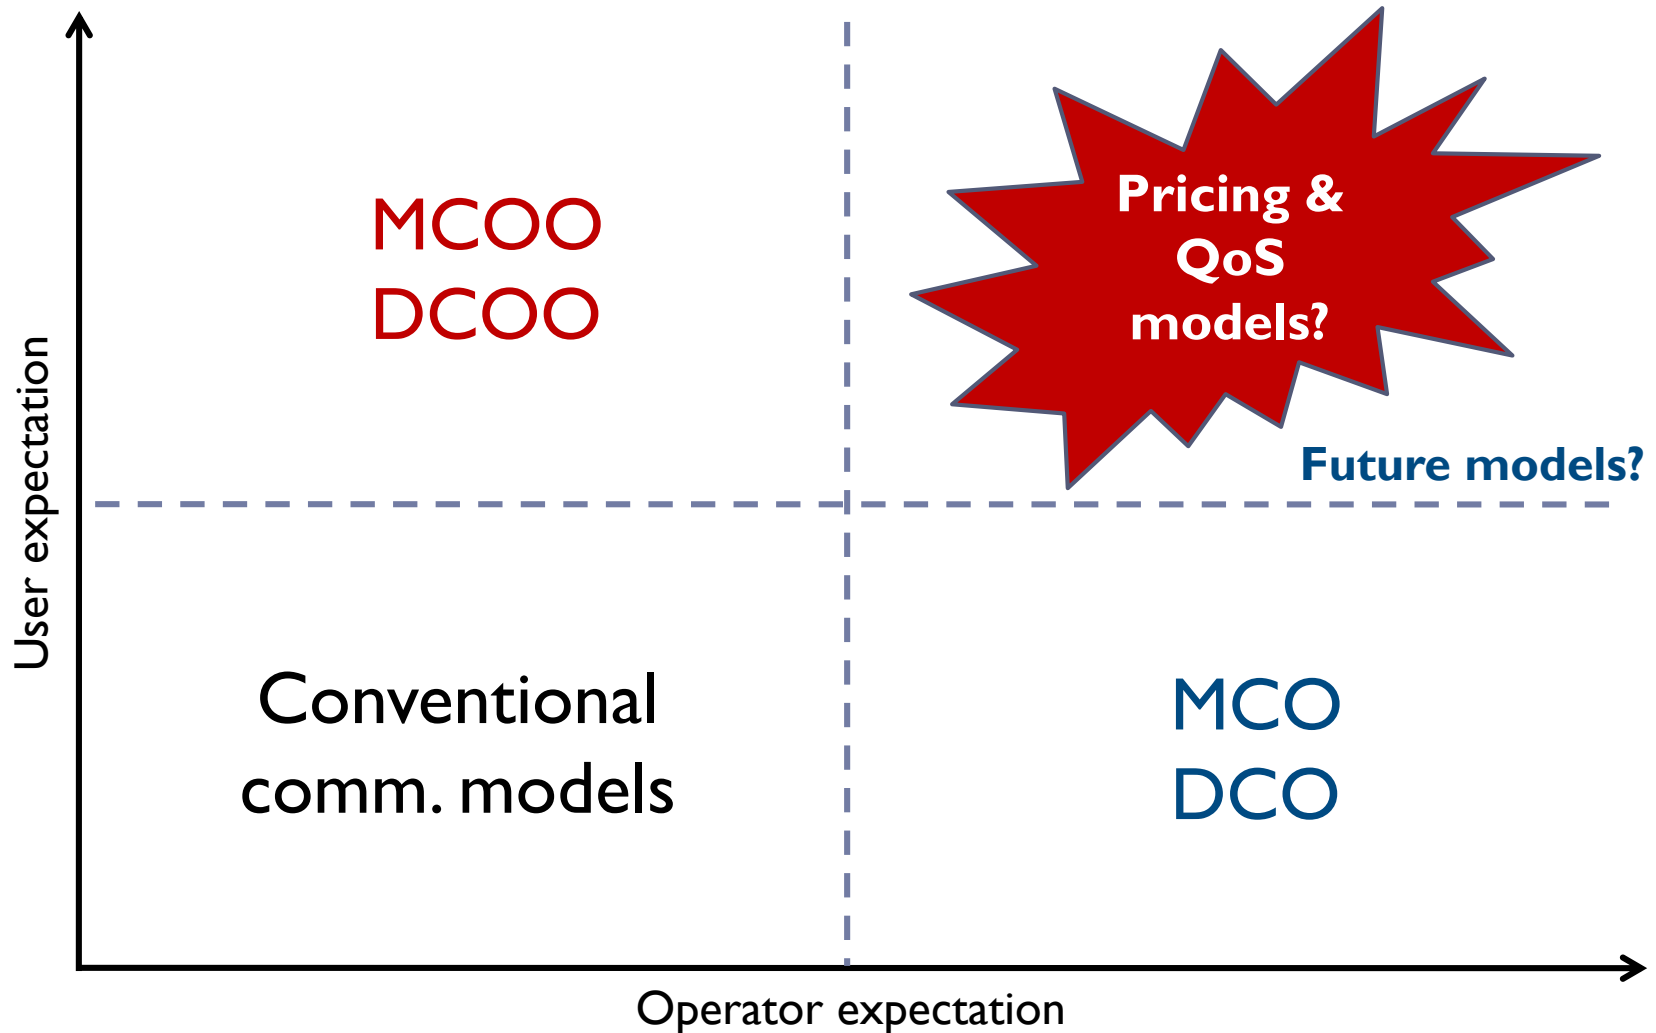 MCOO
DCOO
Pricing &
QoS
models?
Future models?
User expectation
Conventional
comm. models
MCO
DCO
Operator expectation